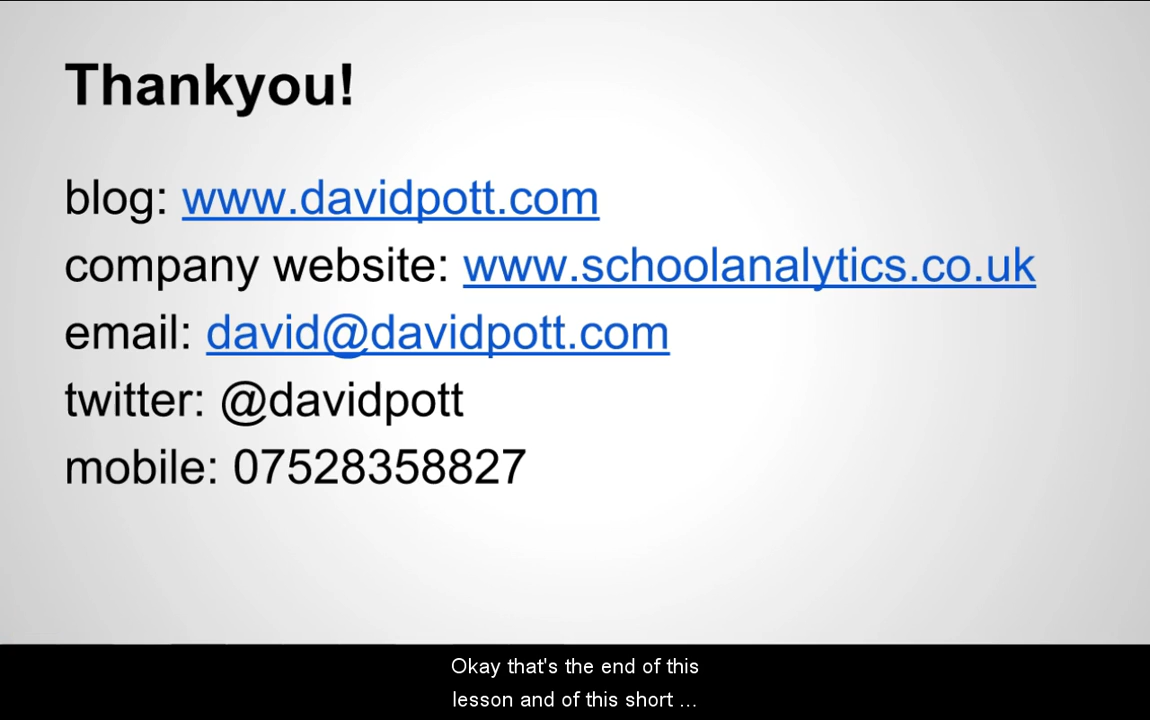 Thankyou!
blog: www.davidpott.com
company website: www.schoolanalytics.co.uk
email: david@davidpott.com
twitter: @davidpott
mobile: 07528358827
Okay that's the end of this
lesson and of this short ...